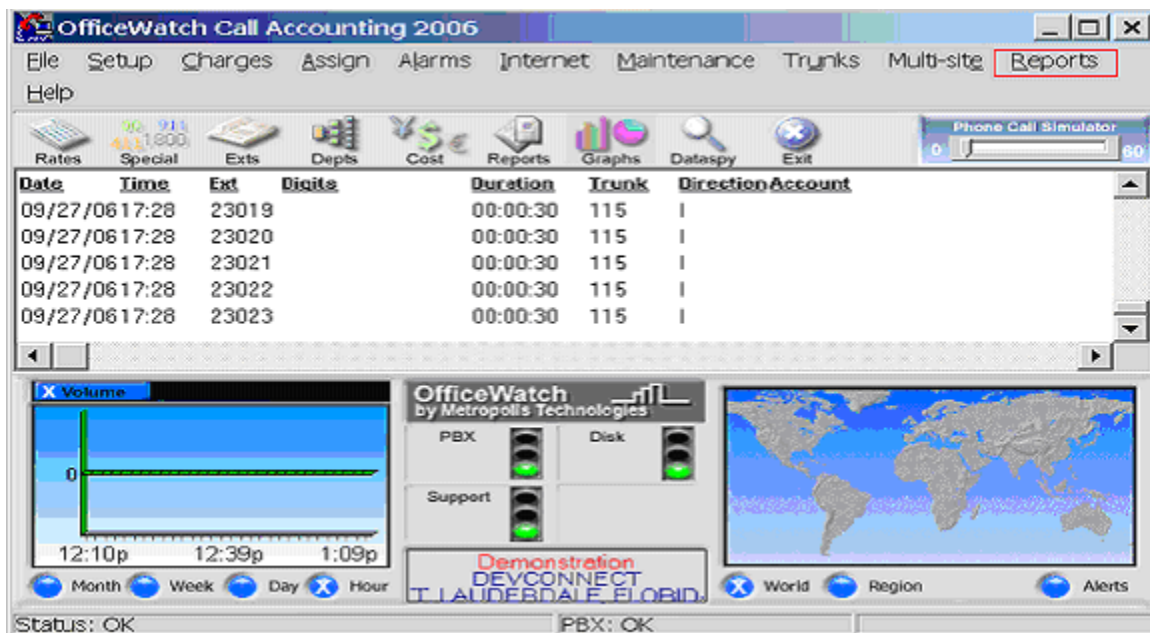 OfficeWatch Call Accounting 2006
File Setup Charges Assign Alarms Internet Maintenance Trunks Multi-site Reports
Help
Rates Special Exts Depts Cost Reports Graphs Dataspy Exit
Phone Call Simulator
0 60
Date Time Ext Digits Duration Trunk Direction Account
09/27/06 17:28 23019 00:00:30 115 I
09/27/06 17:28 23020 00:00:30 115 I
09/27/06 17:28 23021 00:00:30 115 I
09/27/06 17:28 23022 00:00:30 115 I
09/27/06 17:28 23023 00:00:30 115 I
X Volume
0
12:10p 12:39p 1:09p
Month Week Day X Hour
OfficeWatch
by Metropolis Technologies
PBX Disk
Support
Demonstration
DEVCONNECT
T LAUDERDALE, FLORID
X World Region Alerts
Status: OK PBX: OK